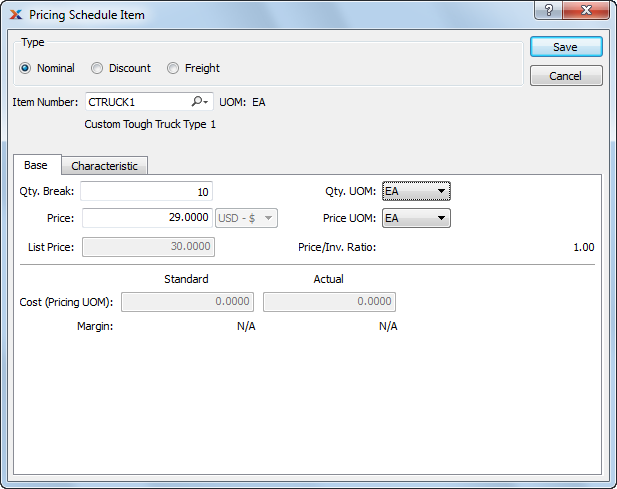 Pricing Schedule Item
Type
Nominal Discount Freight
Save
Cancel
Item Number: CTRUCK1 UOM: EA
Custom Tough Truck Type 1
Base Characteristic
Qty. Break: 10 Qty. UOM: EA
Price: 29.0000 USD - $ Price UOM: EA
List Price: 30.0000 Price/Inv. Ratio: 1.00
Standard Actual
Cost (Pricing UOM): 0.0000 0.0000
Margin: N/A N/A